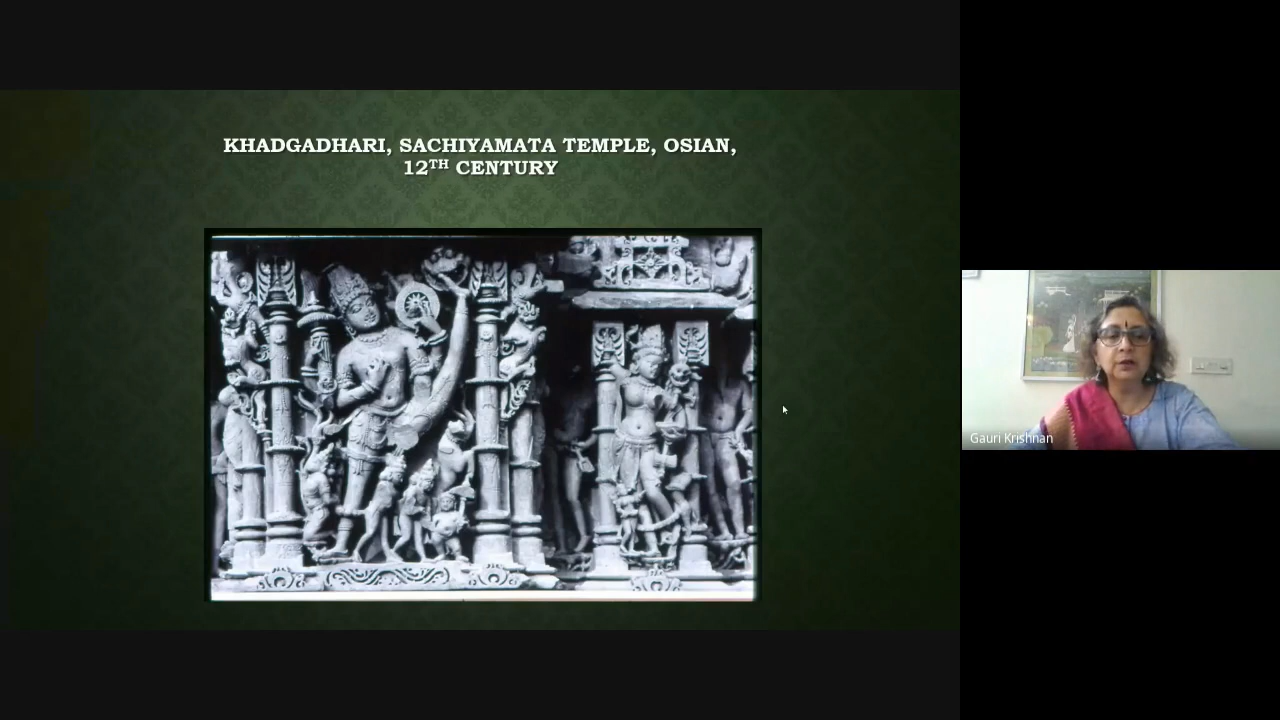 KHADGADHARI, SACHIYAMATA TEMPLE, OSIAN,
12TH CENTURY
Gauri Krishnan